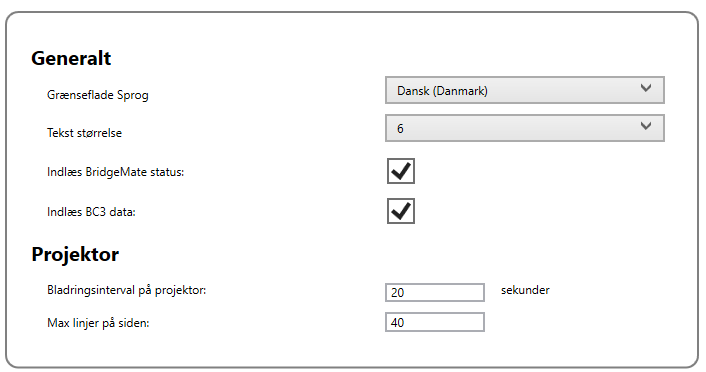 Generalt
Grænseflade Sprog Dansk (Danmark)
Tekst størrelse 6
Indlæs BridgeMate status:
Indlæs BC3 data:
Projektor
Bladringsinterval på projektor: 20 sekunder
Max linjer på siden: 40